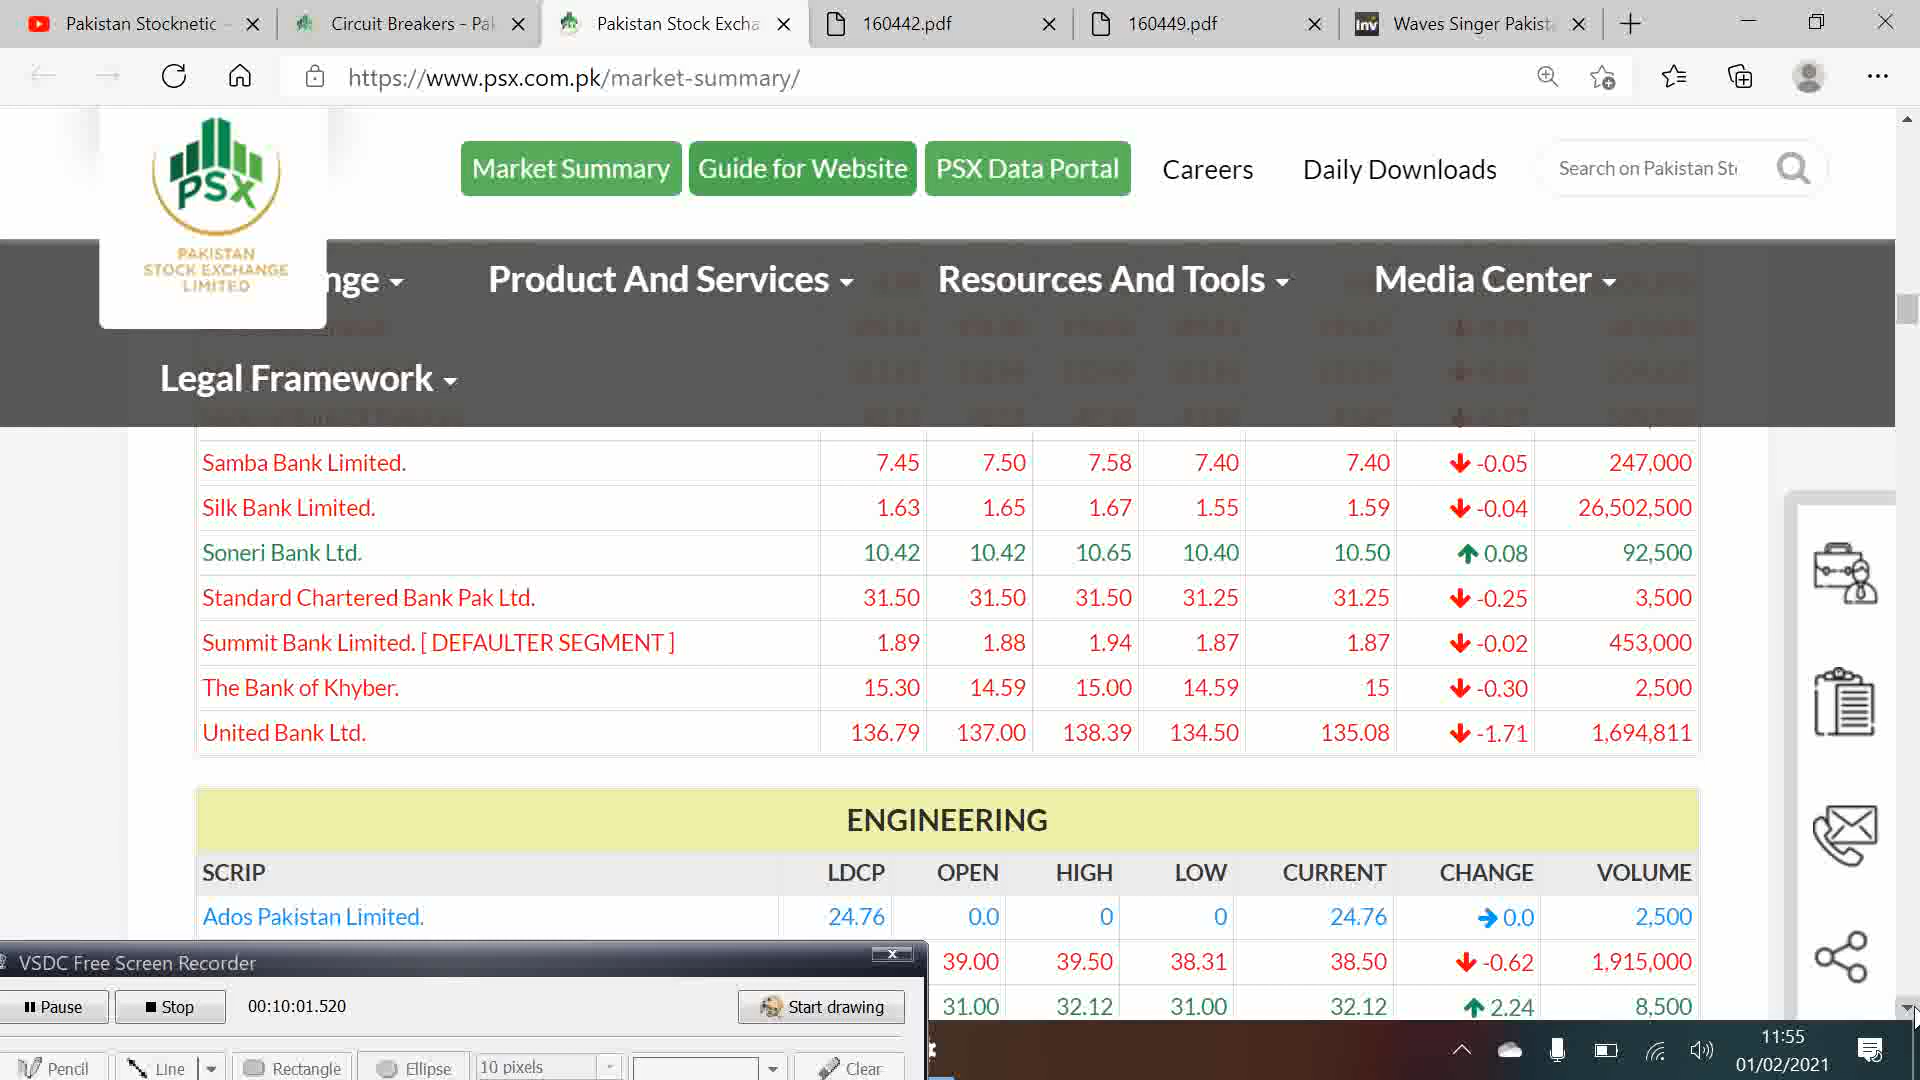 Pakistan Stocknetic
Circuit Breakers - Pak
Pakistan Stock Excha
160442.pdf
160449.pdf
Inv Waves Singer Pakist
https://www.psx.com.pk/market-summary/
PSX
PAKISTAN
STOCK EXCHANGE
LIMITED
Market Summary
Guide for Website
PSX Data Portal
Careers
Daily Downloads
Search on Pakistan Sto
nge
Product And Services
Resources And Tools
Media Center
Legal Framework
Samba Bank Limited. 7.45 7.50 7.58 7.40 7.40 -0.05 247,000
Silk Bank Limited. 1.63 1.65 1.67 1.55 1.59 -0.04 26,502,500
Soneri Bank Ltd. 10.42 10.42 10.65 10.40 10.50 0.08 92,500
Standard Chartered Bank Pak Ltd. 31.50 31.50 31.50 31.25 31.25 -0.25 3,500
Summit Bank Limited. [ DEFAULTER SEGMENT ] 1.89 1.88 1.94 1.87 1.87 -0.02 453,000
The Bank of Khyber. 15.30 14.59 15.00 14.59 15 -0.30 2,500
United Bank Ltd. 136.79 137.00 138.39 134.50 135.08 -1.71 1,694,811
ENGINEERING
SCRIP LDCP OPEN HIGH LOW CURRENT CHANGE VOLUME
Ados Pakistan Limited. 24.76 0.0 0 0 24.76 0.0 2,500
39.00 39.50 38.31 38.50 -0.62 1,915,000
31.00 32.12 31.00 32.12 2.24 8,500
VSDC Free Screen Recorder
Pause Stop 00:10:01.520 Start drawing
Pencil Line Rectangle Ellipse 10 pixels Clear
11:55
01/02/2021